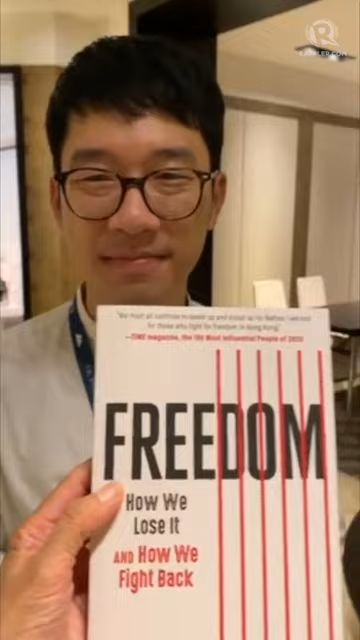 RAPPLER.COM
"We must all continue to speak up and stand up for Nathan, and
for those who fight for freedom in Hong Kong."
—TIME magazine, the 100 Most Influential People of 2020
FREEDOM
How We
Lose It
AND How We
Fight Back